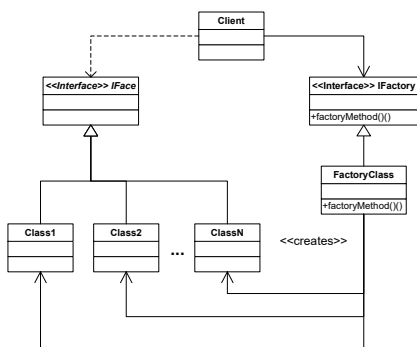 Client
<<Interface>> IFace
<<Interface>> IFactory
+factoryMethod()()
FactoryClass
+factoryMethod()()
Class1
Class2
...
ClassN
<<creates>>